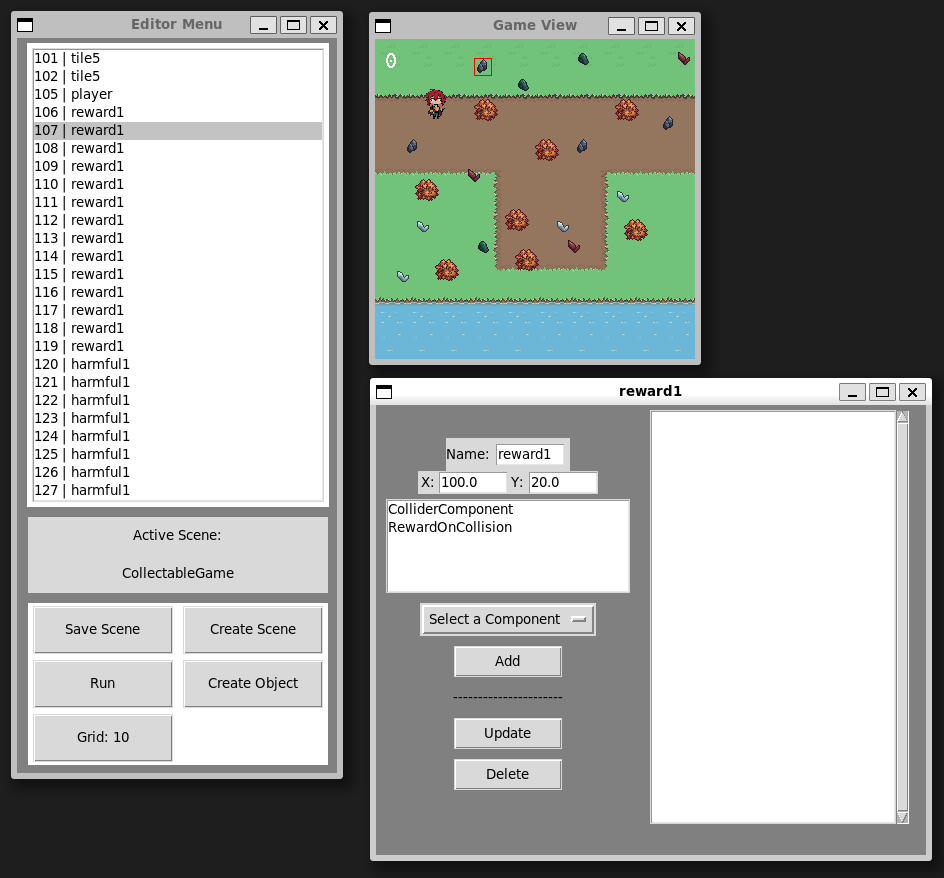 Editor Menu
101 | tile5
102 | tile5
105 | player
106 | reward1
107 | reward1
108 | reward1
109 | reward1
110 | reward1
111 | reward1
112 | reward1
113 | reward1
114 | reward1
115 | reward1
116 | reward1
117 | reward1
118 | reward1
119 | reward1
120 | harmful1
121 | harmful1
122 | harmful1
123 | harmful1
124 | harmful1
125 | harmful1
126 | harmful1
127 | harmful1
Active Scene:
CollectableGame
Save Scene
Create Scene
Run
Create Object
Grid: 10
Game View
0
reward1
Name: reward1
X: 100.0 Y: 20.0
ColliderComponent
RewardOnCollision
Select a Component
Add
----------------------
Update
Delete